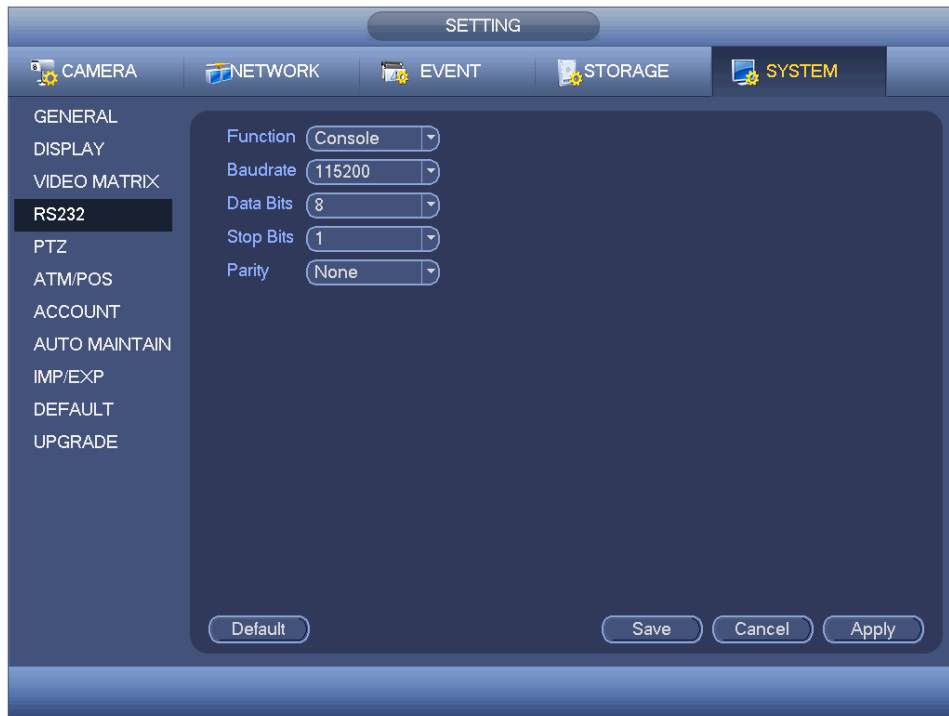 SETTING
CAMERA NETWORK EVENT STORAGE SYSTEM
GENERAL
DISPLAY
VIDEO MATRIX
RS232
PTZ
ATM/POS
ACCOUNT
AUTO MAINTAIN
IMP/EXP
DEFAULT
UPGRADE
Function Console
Baudrate 115200
Data Bits 8
Stop Bits 1
Parity None
Default Save Cancel Apply